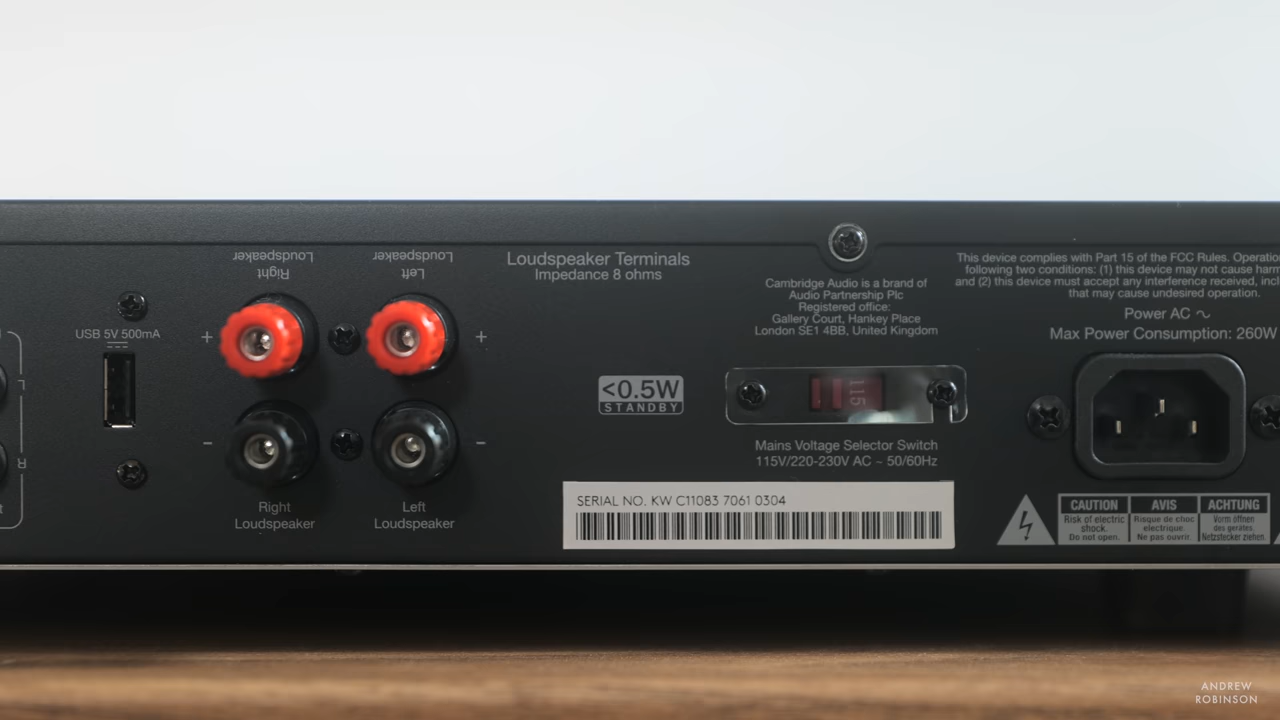 Right
Loudspeaker
Left
Loudspeaker
Loudspeaker Terminals
Impedance 8 ohms
Cambridge Audio is a brand of
Audio Partnership Plc
Registered office:
Gallery Court, Hankey Place
London SE1 4BB, United Kingdom
This device complies with Part 15 of the FCC Rules. Operation
following two conditions: (1) this device may not cause harm
and (2) this device must accept any interference received, incl
that may cause undesired operation.
Power AC ~
Max Power Consumption: 260W
USB 5V 500mA
+
+
L
R
-
-
<0.5W
STANDBY
115
Mains Voltage Selector Switch
115V/220-230V AC ~ 50/60Hz
Right
Loudspeaker
Left
Loudspeaker
SERIAL NO. KW C11083 7061 0304
CAUTION
Risk of electric
shock.
Do not open.
AVIS
Risque de choc
electrique.
Ne pas ouvrir.
ACHTUNG
Vorm öffnen
des gerätes.
Netzstecker ziehen.
ANDREW
ROBINSON